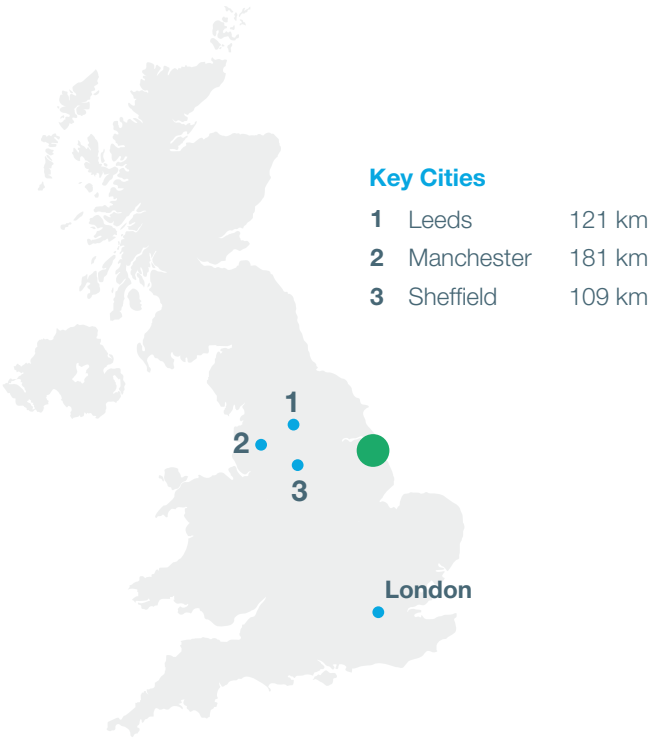 Key Cities
1 Leeds 121 km
2 Manchester 181 km
3 Sheffield 109 km
1
2
3
London